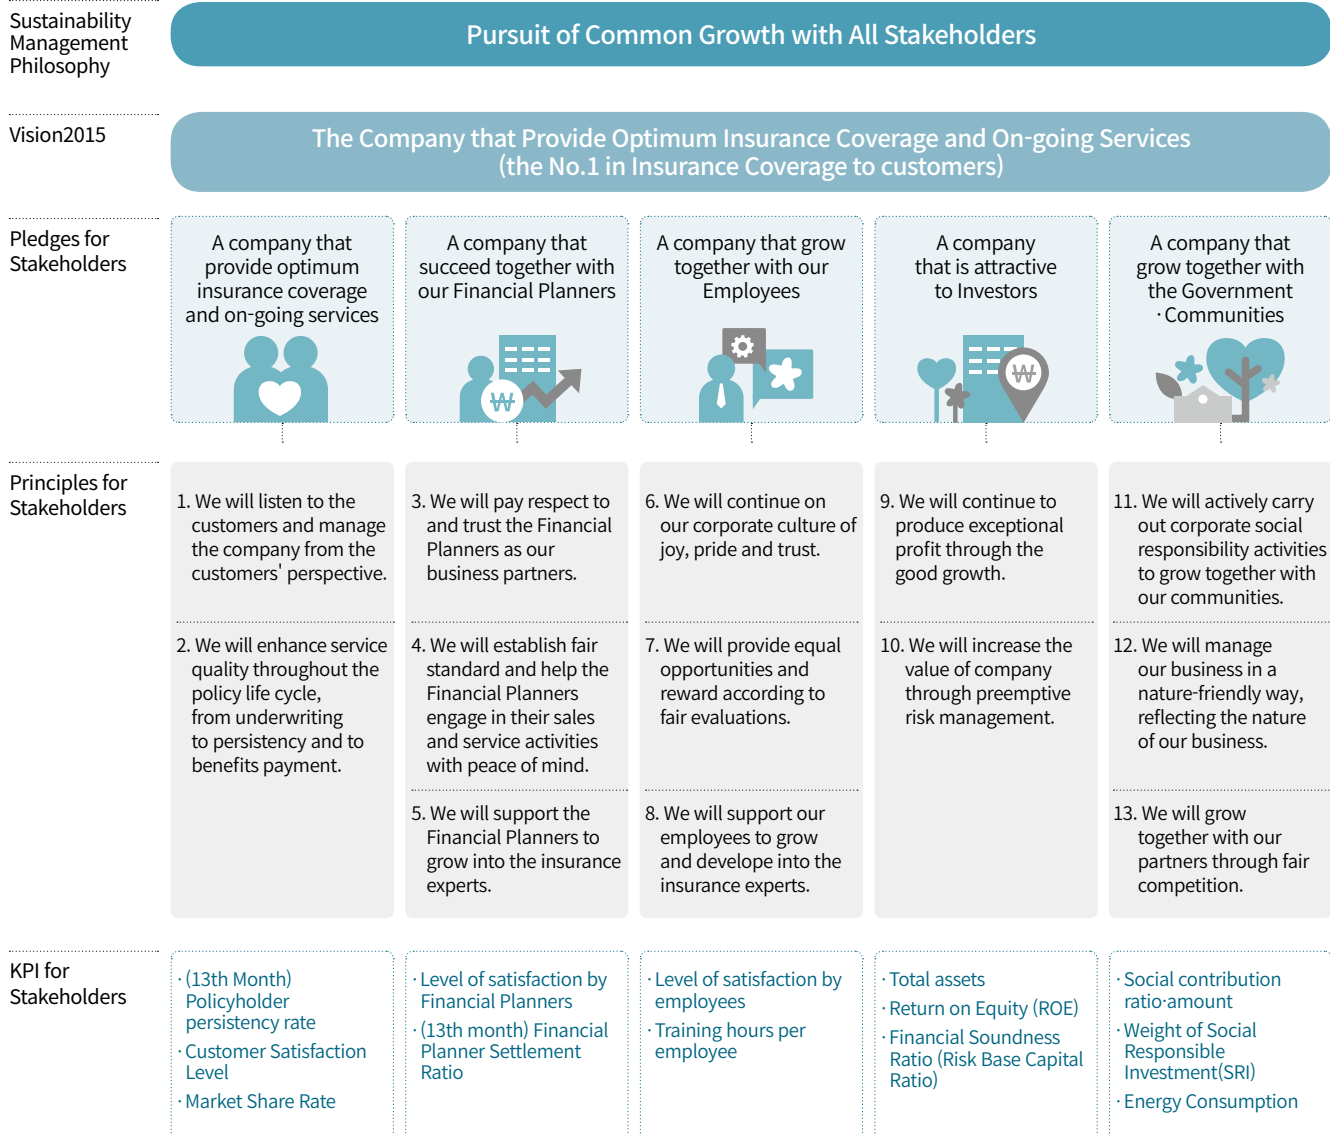 Sustainability
Management
Philosophy
Pursuit of Common Growth with All Stakeholders
Vision2015
The Company that Provide Optimum Insurance Coverage and On-going Services
(the No.1 in Insurance Coverage to customers)
Pledges for
Stakeholders
A company that
provide optimum
insurance coverage
and on-going services
A company that
succeed together with
our Financial Planners
₩
A company that grow
together with our
Employees
A company
that is attractive
to Investors
₩
A company that
grow together with
the Government
· Communities
Principles for
Stakeholders
1. We will listen to the
customers and manage
the company from the
customers' perspective.
2. We will enhance service
quality throughout the
policy life cycle,
from underwriting
to persistency and to
benefits payment.
3. We will pay respect to
and trust the Financial
Planners as our
business partners.
4. We will establish fair
standard and help the
Financial Planners
engage in their sales
and service activities
with peace of mind.
5. We will support the
Financial Planners to
grow into the insurance
experts.
6. We will continue on
our corporate culture of
joy, pride and trust.
7. We will provide equal
opportunities and
reward according to
fair evaluations.
8. We will support our
employees to grow
and develope into the
insurance experts.
9. We will continue to
produce exceptional
profit through the
good growth.
10. We will increase the
value of company
through preemptive
risk management.
11. We will actively carry
out corporate social
responsibility activities
to grow together with
our communities.
12. We will manage
our business in a
nature-friendly way,
reflecting the nature
of our business.
13. We will grow
together with our
partners through fair
competition.
KPI for
Stakeholders
· (13th Month)
Policyholder
persistency rate
· Customer Satisfaction
Level
· Market Share Rate
· Level of satisfaction by
Financial Planners
· (13th month) Financial
Planner Settlement
Ratio
· Level of satisfaction by
employees
· Training hours per
employee
· Total assets
· Return on Equity (ROE)
· Financial Soundness
Ratio (Risk Base Capital
Ratio)
· Social contribution
ratio·amount
· Weight of Social
Responsible
Investment(SRI)
· Energy Consumption